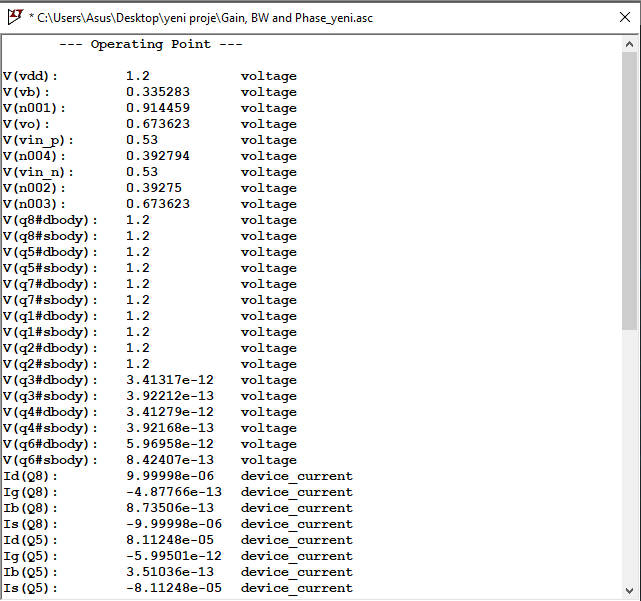 * C:\Users\Asus\Desktop\yeni proje\Gain, BW and Phase_yeni.asc
--- Operating Point ---
V(vdd): 1.2 voltage
V(vb): 0.335283 voltage
V(n001): 0.914459 voltage
V(vo): 0.673623 voltage
V(vin_p): 0.53 voltage
V(n004): 0.392794 voltage
V(vin_n): 0.53 voltage
V(n002): 0.39275 voltage
V(n003): 0.673623 voltage
V(q8#dbody): 1.2 voltage
V(q8#sbody): 1.2 voltage
V(q5#dbody): 1.2 voltage
V(q5#sbody): 1.2 voltage
V(q7#dbody): 1.2 voltage
V(q7#sbody): 1.2 voltage
V(q1#dbody): 1.2 voltage
V(q1#sbody): 1.2 voltage
V(q2#dbody): 1.2 voltage
V(q2#sbody): 1.2 voltage
V(q3#dbody): 3.41317e-12 voltage
V(q3#sbody): 3.92212e-13 voltage
V(q4#dbody): 3.41279e-12 voltage
V(q4#sbody): 3.92168e-13 voltage
V(q6#dbody): 5.96958e-12 voltage
V(q6#sbody): 8.42407e-13 voltage
Id(Q8): 9.99998e-06 device_current
Ig(Q8): -4.87766e-13 device_current
Ib(Q8): 8.73506e-13 device_current
Is(Q8): -9.99998e-06 device_current
Id(Q5): 8.11248e-05 device_current
Ig(Q5): -5.99501e-12 device_current
Ib(Q5): 3.51036e-13 device_current
Is(Q5): -8.11248e-05 device_current